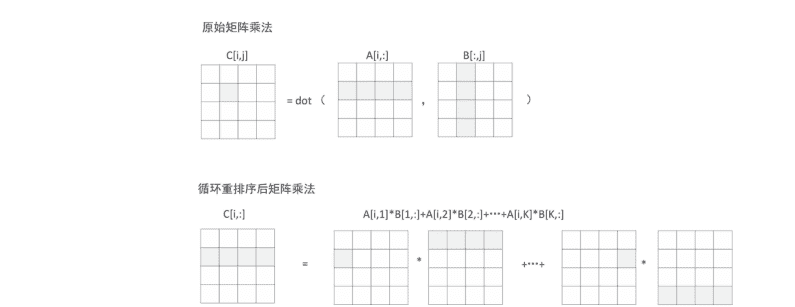 原始矩阵乘法
C[i,j] A[i,:] B[:,j]
= dot ( , )
循环重排序后矩阵乘法
C[i,:] A[i,1]*B[1,:]+A[i,2]*B[2,:]+···+A[i,K]*B[K,:]
= * +···+ *